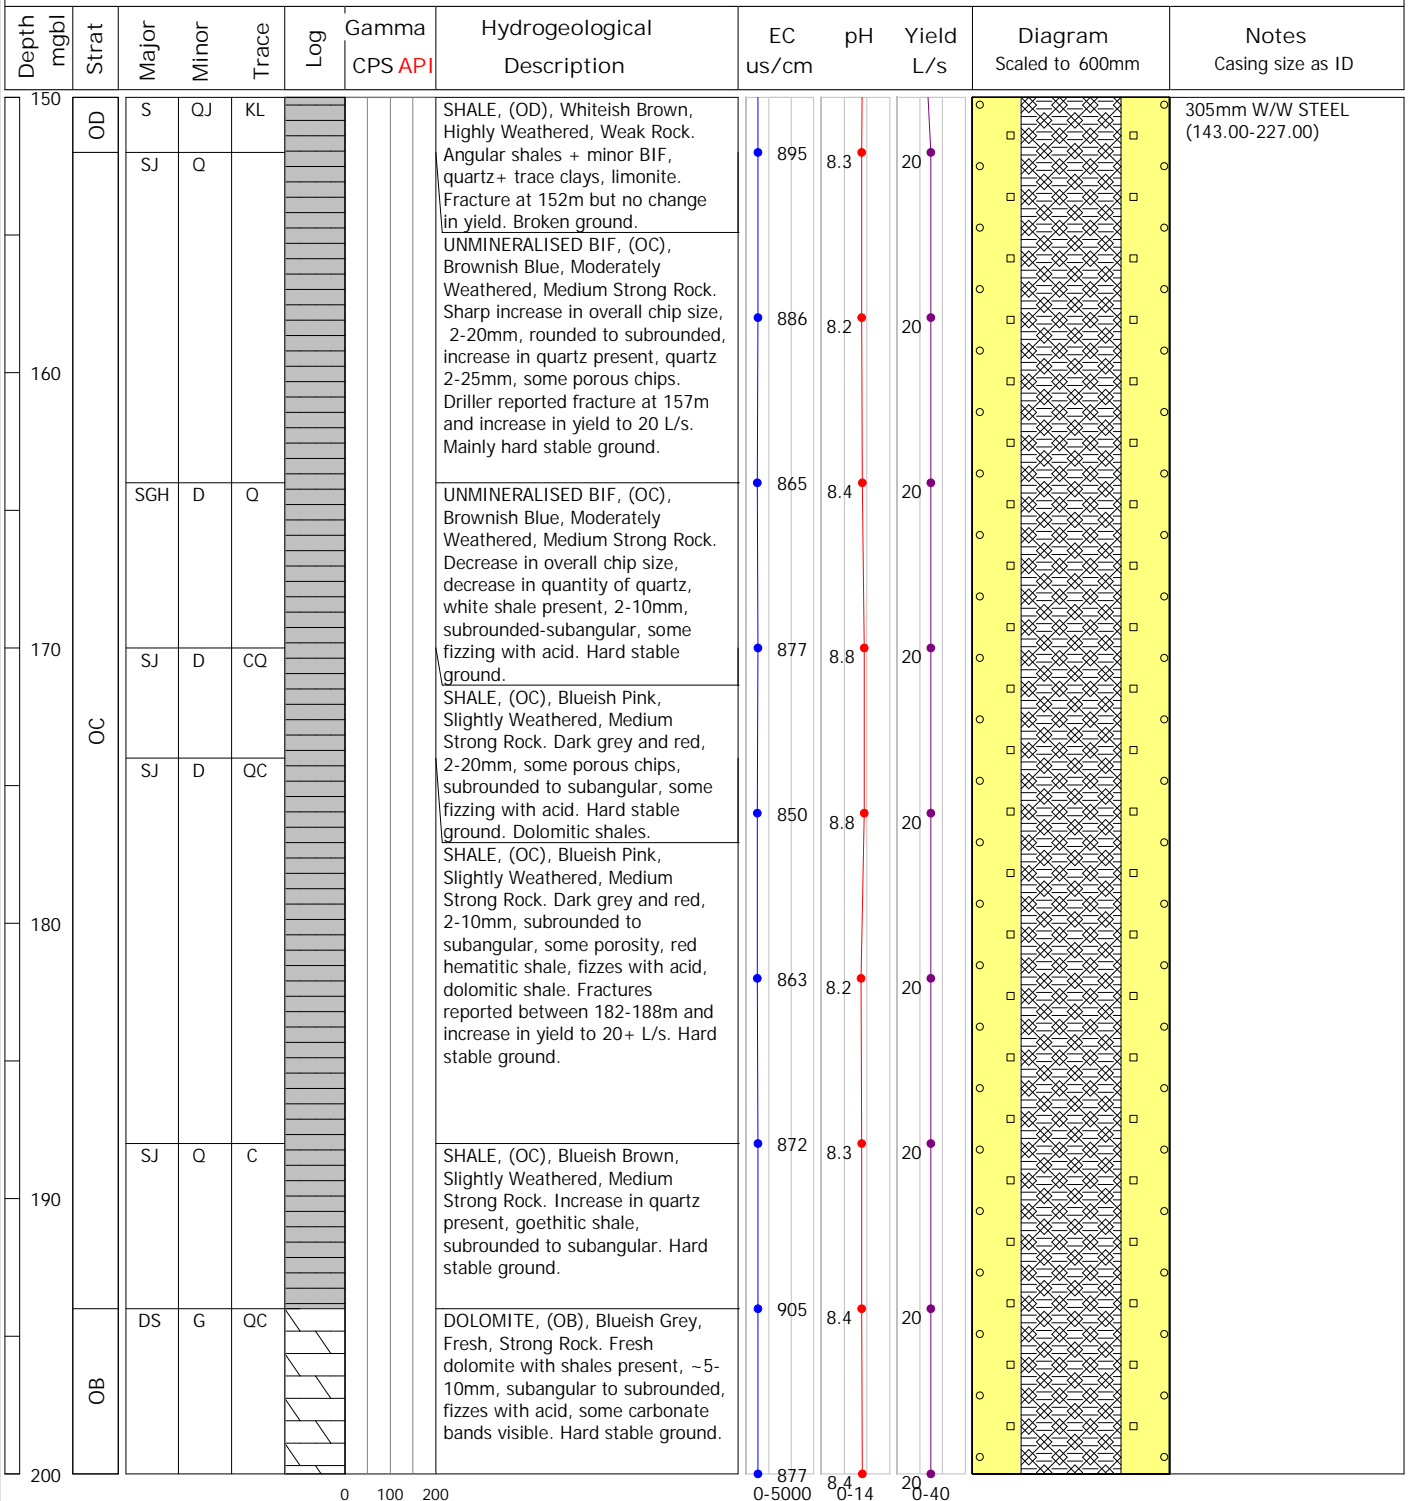 Depth mgbl
Strat
Major
Minor
Trace
Log
Gamma
CPS API
Hydrogeological
Description
EC
us/cm
pH
Yield
L/s
Diagram
Scaled to 600mm
Notes
Casing size as ID
150
OD
S QJ KL
SHALE, (OD), Whiteish Brown,
Highly Weathered, Weak Rock.
Angular shales + minor BIF,
quartz+ trace clays, limonite.
Fracture at 152m but no change
in yield. Broken ground.
305mm W/W STEEL
(143.00-227.00)
SJ Q
895 8.3 20
UNMINERALISED BIF, (OC),
Brownish Blue, Moderately
Weathered, Medium Strong Rock.
Sharp increase in overall chip size,
2-20mm, rounded to subrounded,
increase in quartz present, quartz
2-25mm, some porous chips.
Driller reported fracture at 157m
and increase in yield to 20 L/s.
Mainly hard stable ground.
886 8.2 20
160
SGH D Q
UNMINERALISED BIF, (OC),
Brownish Blue, Moderately
Weathered, Medium Strong Rock.
Decrease in overall chip size,
decrease in quantity of quartz,
white shale present, 2-10mm,
subrounded-subangular, some
fizzing with acid. Hard stable
ground.
865 8.4 20
170
SJ D CQ
877 8.8 20
OC
SHALE, (OC), Blueish Pink,
Slightly Weathered, Medium
Strong Rock. Dark grey and red,
2-20mm, some porous chips,
subrounded to subangular, some
fizzing with acid. Hard stable
ground. Dolomitic shales.
SJ D QC
850 8.8 20
SHALE, (OC), Blueish Pink,
Slightly Weathered, Medium
Strong Rock. Dark grey and red,
2-10mm, subrounded to
subangular, some porosity, red
hematitic shale, fizzes with acid,
dolomitic shale. Fractures
reported between 182-188m and
increase in yield to 20+ L/s. Hard
stable ground.
180
863 8.2 20
SJ Q C
SHALE, (OC), Blueish Brown,
Slightly Weathered, Medium
Strong Rock. Increase in quartz
present, goethitic shale,
subrounded to subangular. Hard
stable ground.
872 8.3 20
190
DS G QC
DOLOMITE, (OB), Blueish Grey,
Fresh, Strong Rock. Fresh
dolomite with shales present, ~5-
10mm, subangular to subrounded,
fizzes with acid, some carbonate
bands visible. Hard stable ground.
905 8.4 20
OB
200
877 8.4 20
0 100 200
0-5000 0-14 0-40